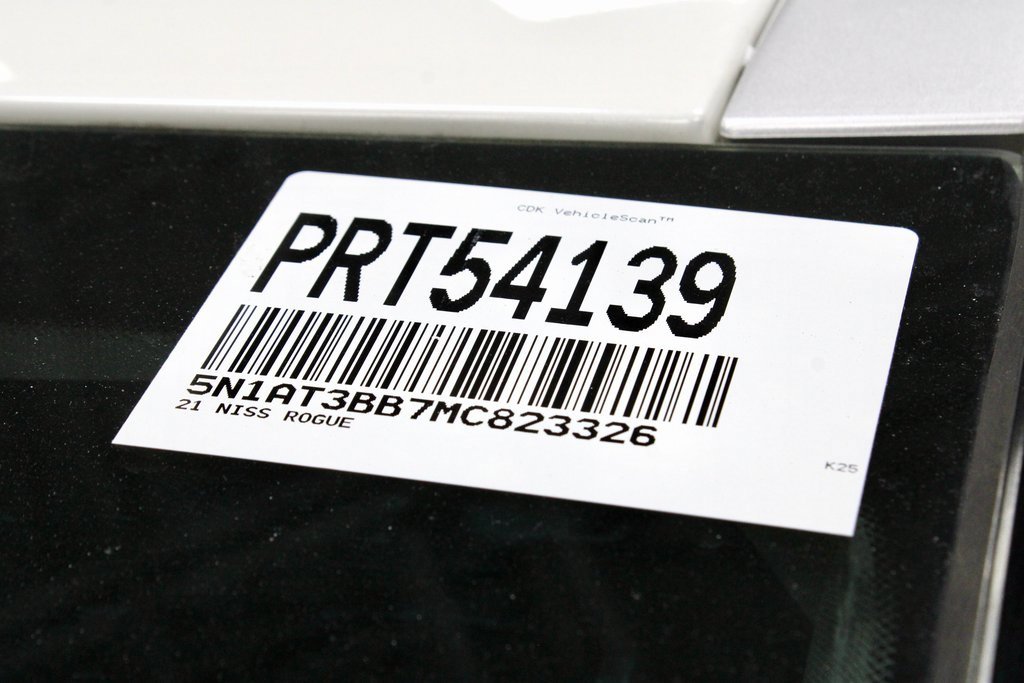 CDK VehicleScan™
PRT54139
5N1AT3BB7MC823326
21 NISS ROGUE
K25